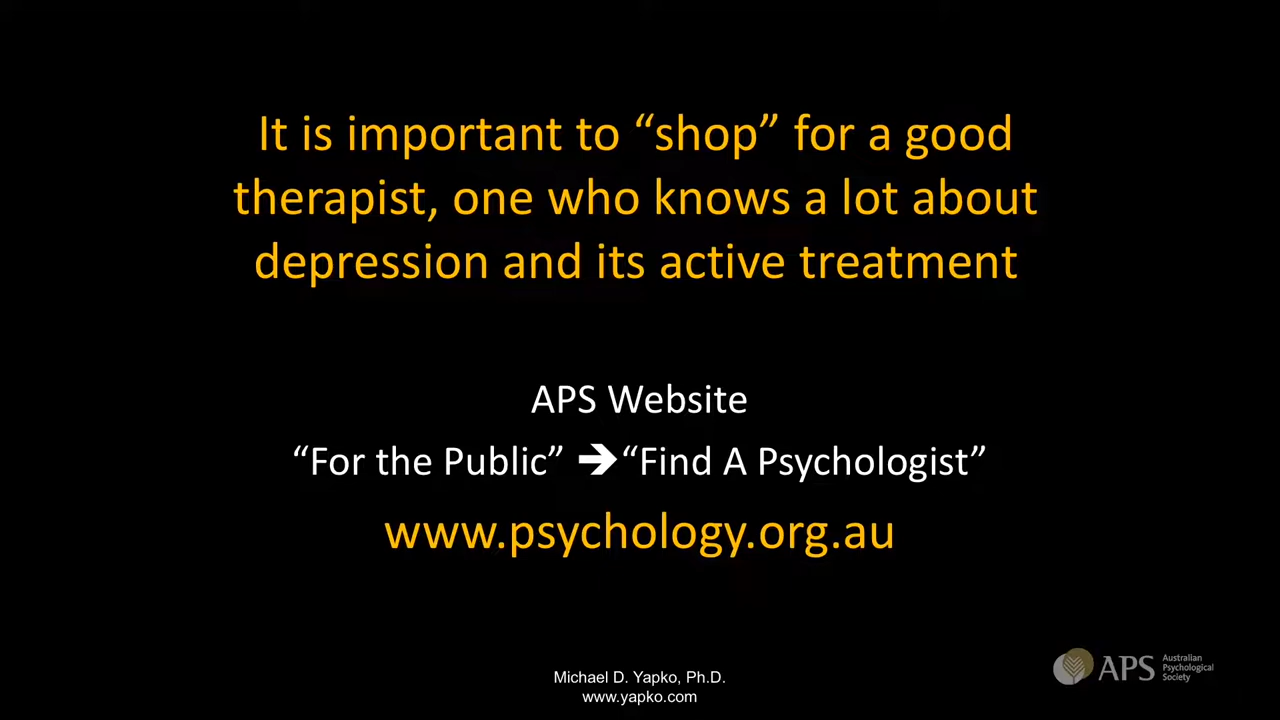 It is important to “shop” for a good
therapist, one who knows a lot about
depression and its active treatment
APS Website
“For the Public” ➔“Find A Psychologist”
www.psychology.org.au
Michael D. Yapko, Ph.D.
www.yapko.com
APS
Australian
Psychological
Society